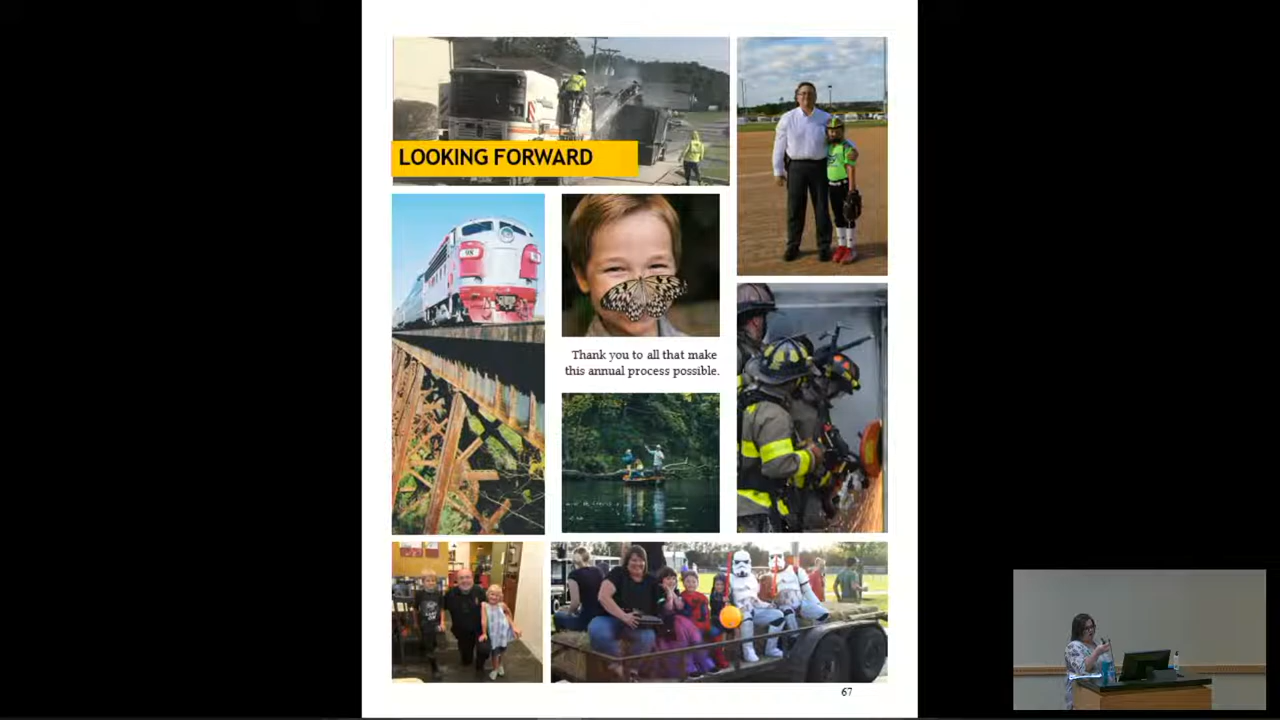 LOOKING FORWARD
Thank you to all that make
this annual process possible.
67